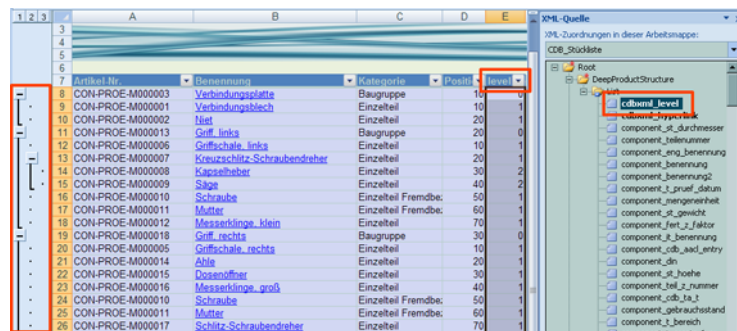 1 2 3 A B C D E XML-Quelle
XML-Zuordnungen in dieser Arbeitsmappe:
CDB_Stückliste
3
4
5
6
7 Artikel-Nr. Benennung Kategorie level
8 CON-PROE-M000003 Verbindungsplatte Baugruppe 10 0
9 CON-PROE-M000001 Verbindungsblech Einzelteil 10 1
10 CON-PROE-M000002 Niet Einzelteil 20 1
11 CON-PROE-M000013 Griff, links Baugruppe 20 0
12 CON-PROE-M000006 Griffschale, links Einzelteil 10 1
13 CON-PROE-M000007 Kreuzschlitz-Schraubendreher Einzelteil 20 1
14 CON-PROE-M000008 Kapselheber Einzelteil 30 2
15 CON-PROE-M000009 Säge Einzelteil 40 2
16 CON-PROE-M000010 Schraube Einzelteil Fremdbe: 50 1
17 CON-PROE-M000011 Mutter Einzelteil Fremdbe: 60 1
18 CON-PROE-M000012 Messerklinge, klein Einzelteil 70 1
19 CON-PROE-M000018 Griff, rechts Baugruppe 30 0
20 CON-PROE-M000005 Griffschale, rechts Einzelteil 10 1
21 CON-PROE-M000014 Ahle Einzelteil 20 1
22 CON-PROE-M000015 Dosenöffner Einzelteil 30 1
23 CON-PROE-M000016 Messerklinge, groß Einzelteil 40 1
24 CON-PROE-M000010 Schraube Einzelteil Fremdbe: 50 1
25 CON-PROE-M000011 Mutter Einzelteil Fremdbe: 60 1
26 CON-PROE-M000017 Schlitz-Schraubendreher Einzelteil 70 1
Root
DeepProductStructure
List
cdbxml_level
cdbxml_hyperlink
component_st_durchmesser
component_teilenummer
component_eng_benennung
component_benennung
component_benennung2
component_t_pruef_datum
component_mengeneinheit
component_st_gewicht
component_fert_z_faktor
component_it_benennung
component_cdb_aacl_entry
component_din
component_st_hoehe
component_teil_z_nummer
component_cdb_ta_t
component_gebrauchsstand
component_t_bereich